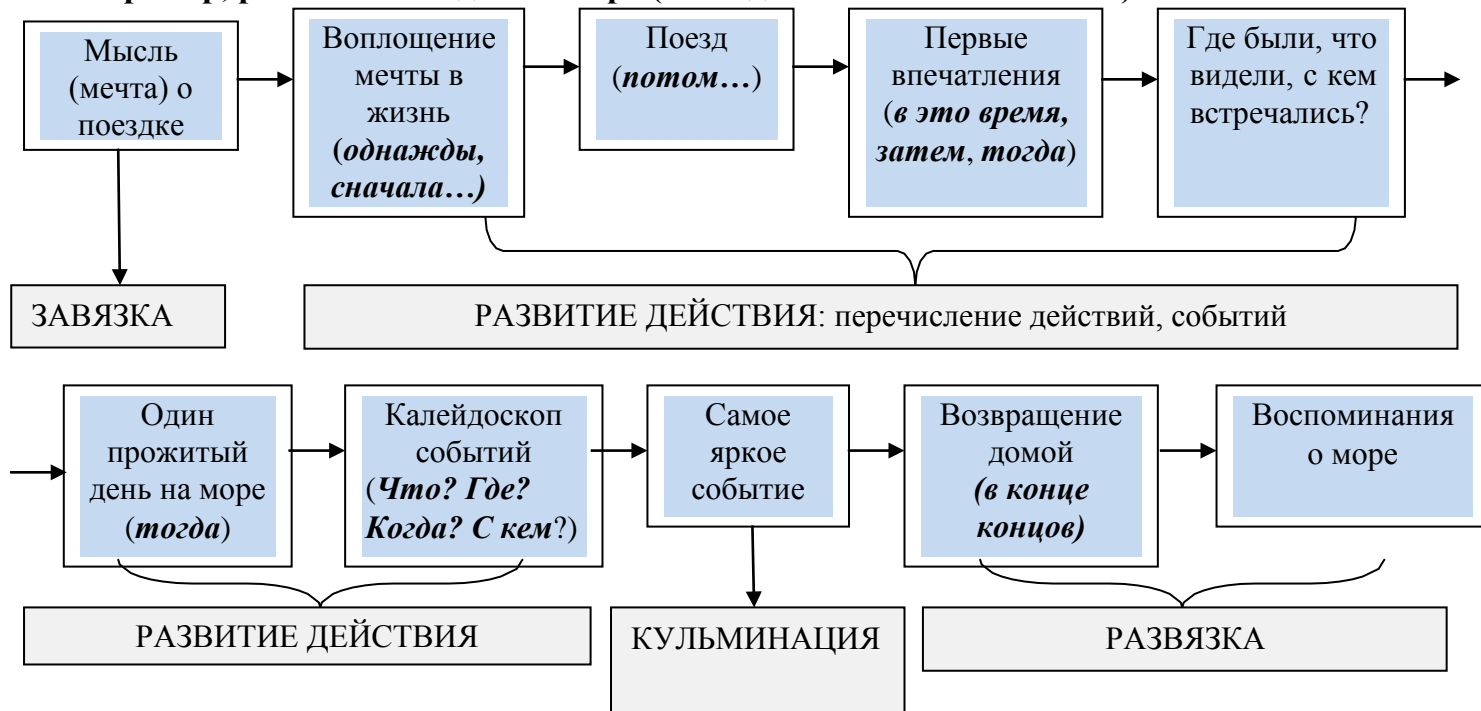 Мысль
(мечта) о
поездке
Воплощение
мечты в
жизнь
(однажды,
сначала…)
Поезд
(потом…)
Первые
впечатления
(в это время,
затем, тогда)
Где были, что
видели, с кем
встречались?
ЗАВЯЗКА
РАЗВИТИЕ ДЕЙСТВИЯ: перечисление действий, событий
Один
прожитый
день на море
(тогда)
Калейдоскоп
событий
(Что? Где?
Когда? С кем?)
Самое
яркое
событие
Возвращение
домой
(в конце
концов)
Воспоминания
о море
РАЗВИТИЕ ДЕЙСТВИЯ
КУЛЬМИНАЦИЯ
РАЗВЯЗКА